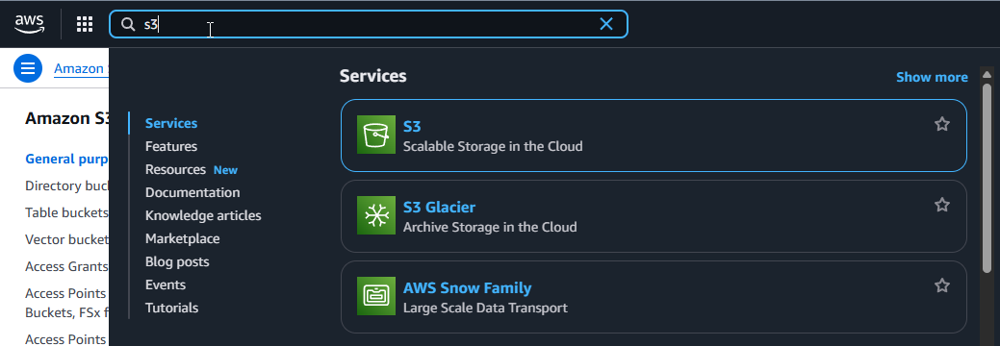 aws
s3
Amazon S
Amazon S3
General purp
Directory buc
Table buckets
Vector bucket
Access Grants
Access Points
Buckets, FSx f
Access Points
Services
Features
Resources New
Documentation
Knowledge articles
Marketplace
Blog posts
Events
Tutorials
Services
Show more
S3
Scalable Storage in the Cloud
S3 Glacier
Archive Storage in the Cloud
AWS Snow Family
Large Scale Data Transport